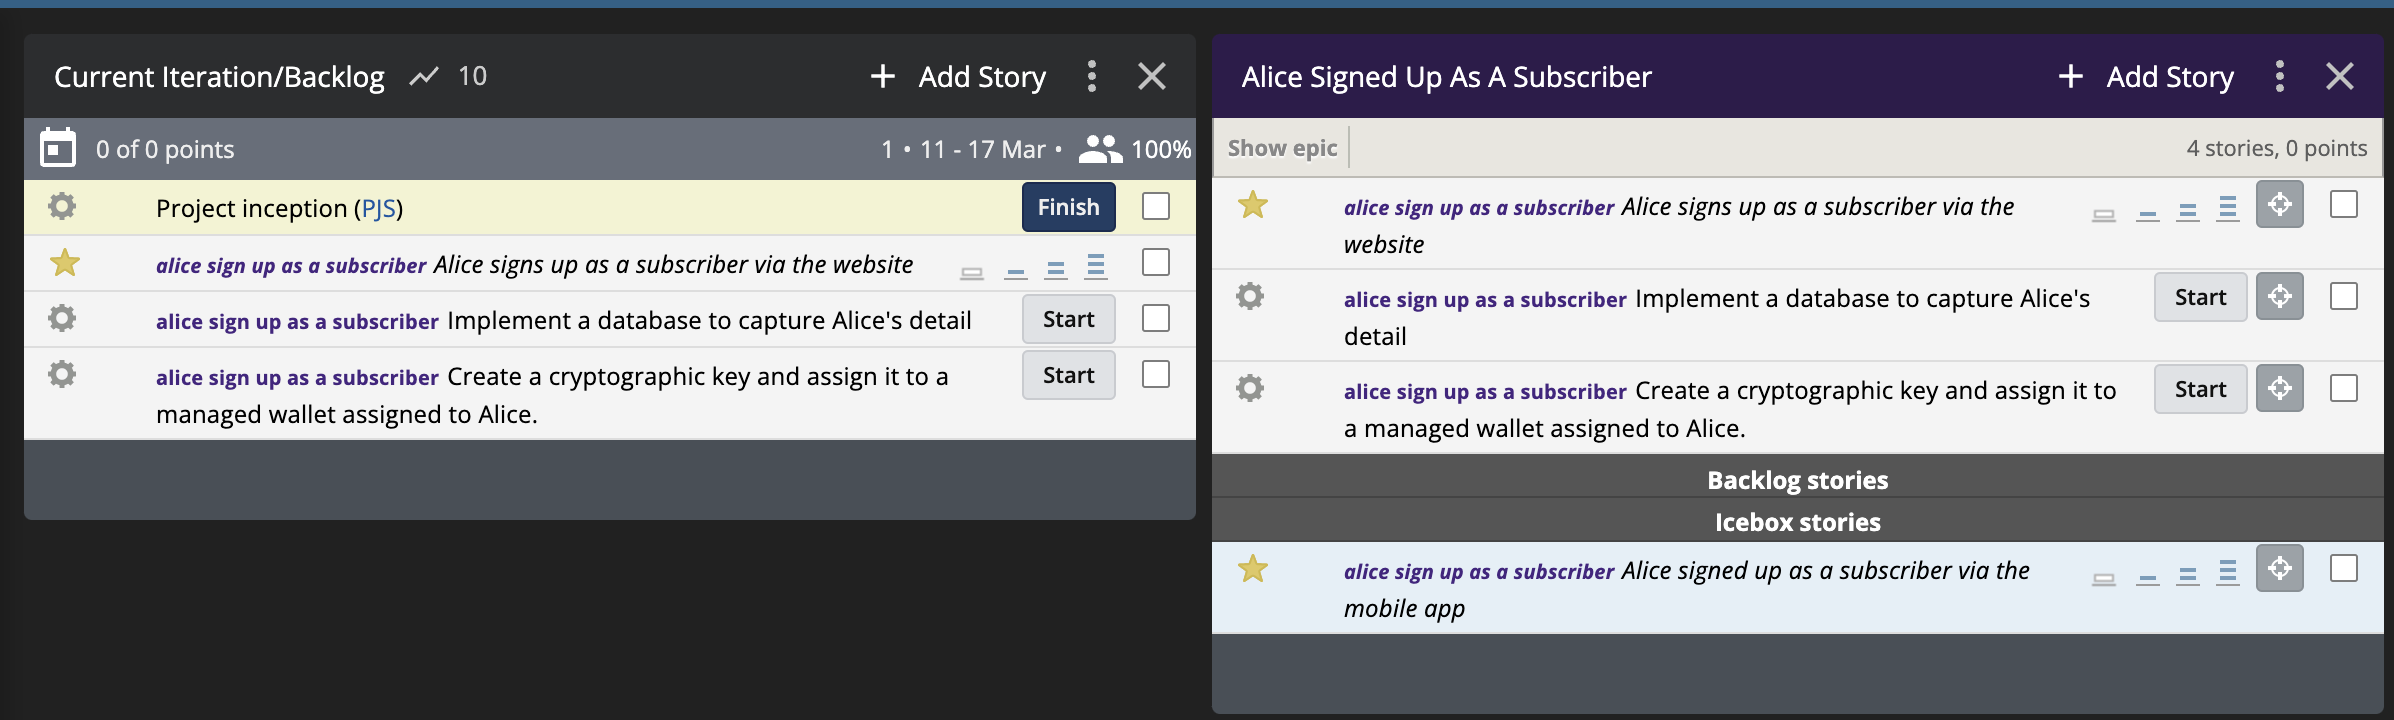 Current Iteration/Backlog 10 + Add Story
0 of 0 points 1 • 11 - 17 Mar • 100%
Project inception (PJS) Finish
alice sign up as a subscriber Alice signs up as a subscriber via the website
alice sign up as a subscriber Implement a database to capture Alice's detail Start
alice sign up as a subscriber Create a cryptographic key and assign it to a Start
managed wallet assigned to Alice.
Alice Signed Up As A Subscriber + Add Story
Show epic 4 stories, 0 points
alice sign up as a subscriber Alice signs up as a subscriber via the
website
alice sign up as a subscriber Implement a database to capture Alice's Start
detail
alice sign up as a subscriber Create a cryptographic key and assign it to Start
a managed wallet assigned to Alice.
Backlog stories
Icebox stories
alice sign up as a subscriber Alice signed up as a subscriber via the
mobile app